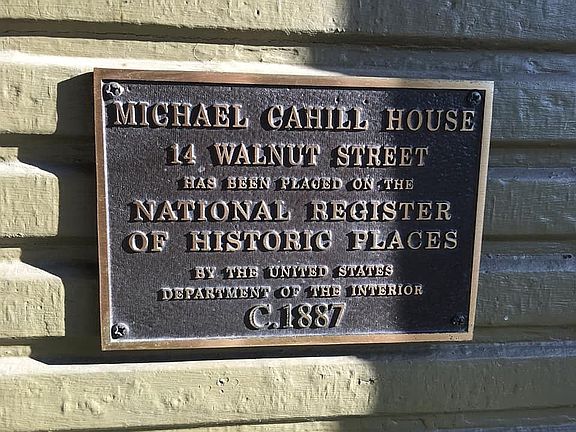 MICHAEL CAHILL HOUSE
14 WALNUT STREET
HAS BEEN PLACED ON THE
NATIONAL REGISTER
OF HISTORIC PLACES
BY THE UNITED STATES
DEPARTMENT OF THE INTERIOR
C.1887